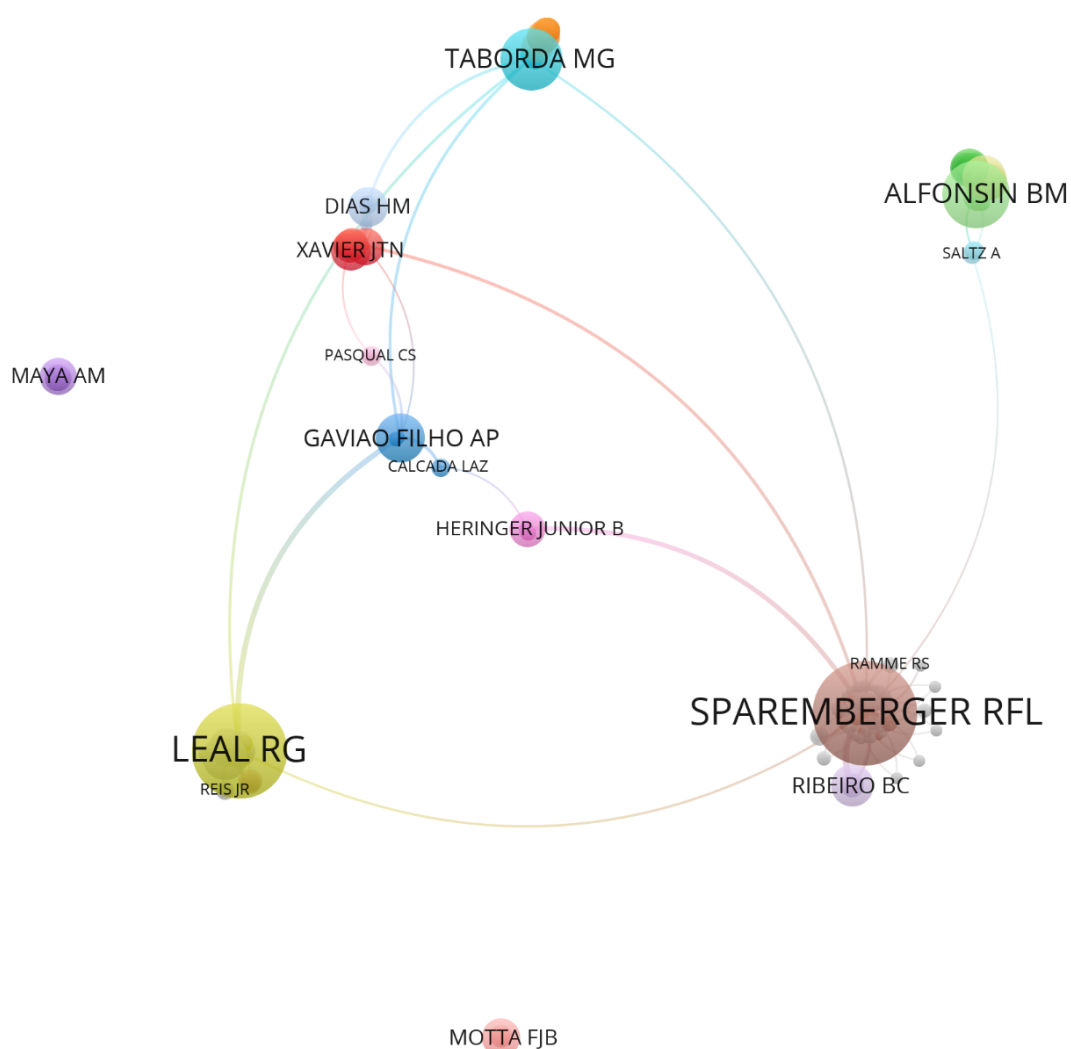 TABORDA MG
ALFONSIN BM
DIAS HM
XAVIER JTN
SALTZ A
PASQUAL CS
MAYA AM
GAVIAO FILHO AP
CALCADA LAZ
HERINGER JUNIOR B
RAMME RS
SPAREMBERGER RFL
LEAL RG
REIS JR
RIBEIRO BC
MOTTA FJB